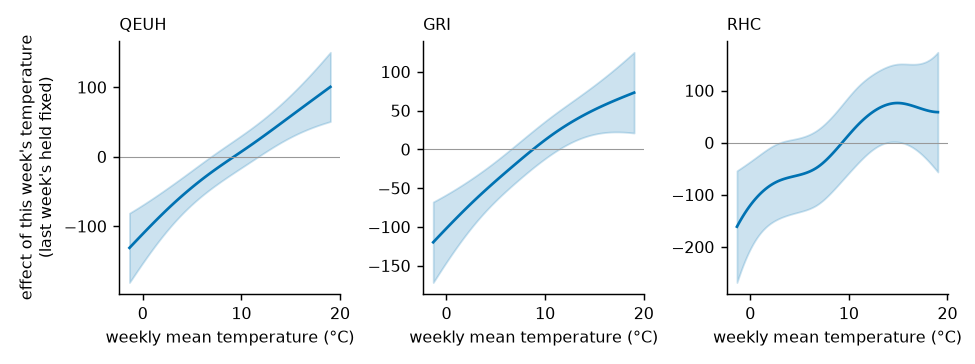 QEUH
GRI
RHC
effect of this week's temperature
(last week's held fixed)
100
0
−100
100
50
0
−50
−100
−150
100
0
−100
−200
0 10 20
0 10 20
0 10 20
weekly mean temperature (°C)
weekly mean temperature (°C)
weekly mean temperature (°C)